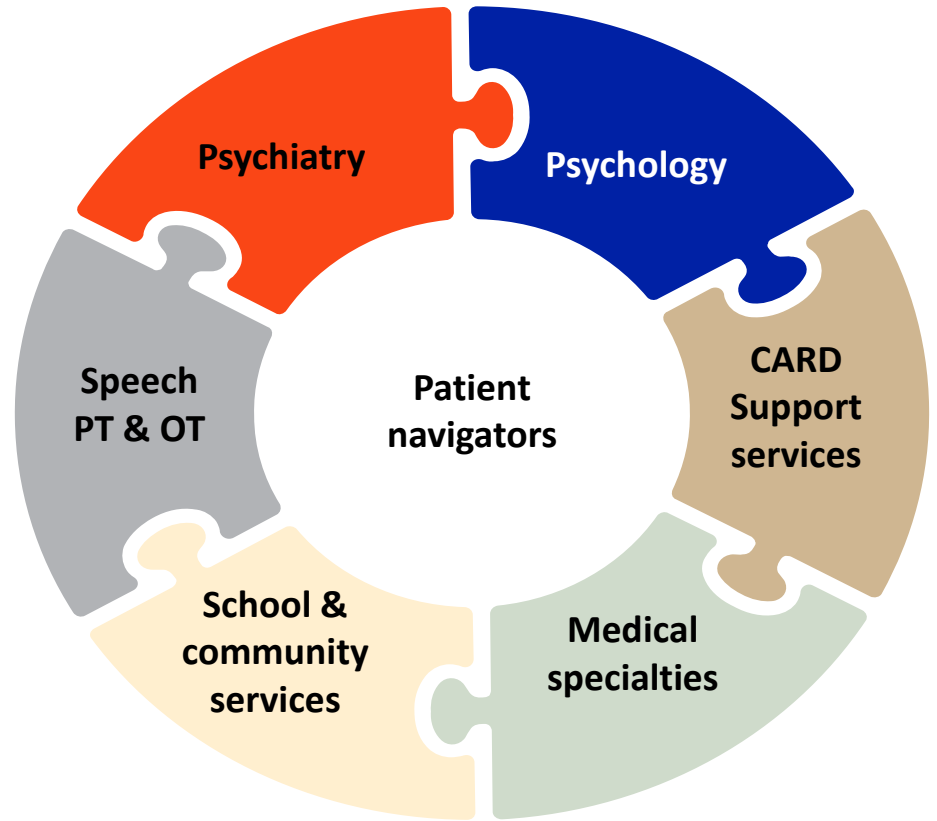 Psychiatry
Psychology
CARD
Support
services
Medical
specialties
School &
community
services
Speech
PT & OT
Patient
navigators